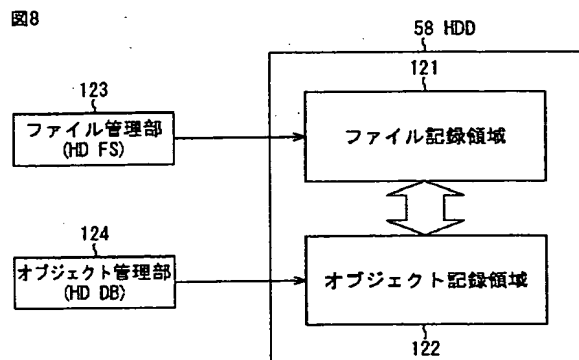 図8
58 HDD
121
ファイル記録領域
123
ファイル管理部
(HD FS)
124
オブジェクト管理部
(HD DB)
オブジェクト記録領域
122